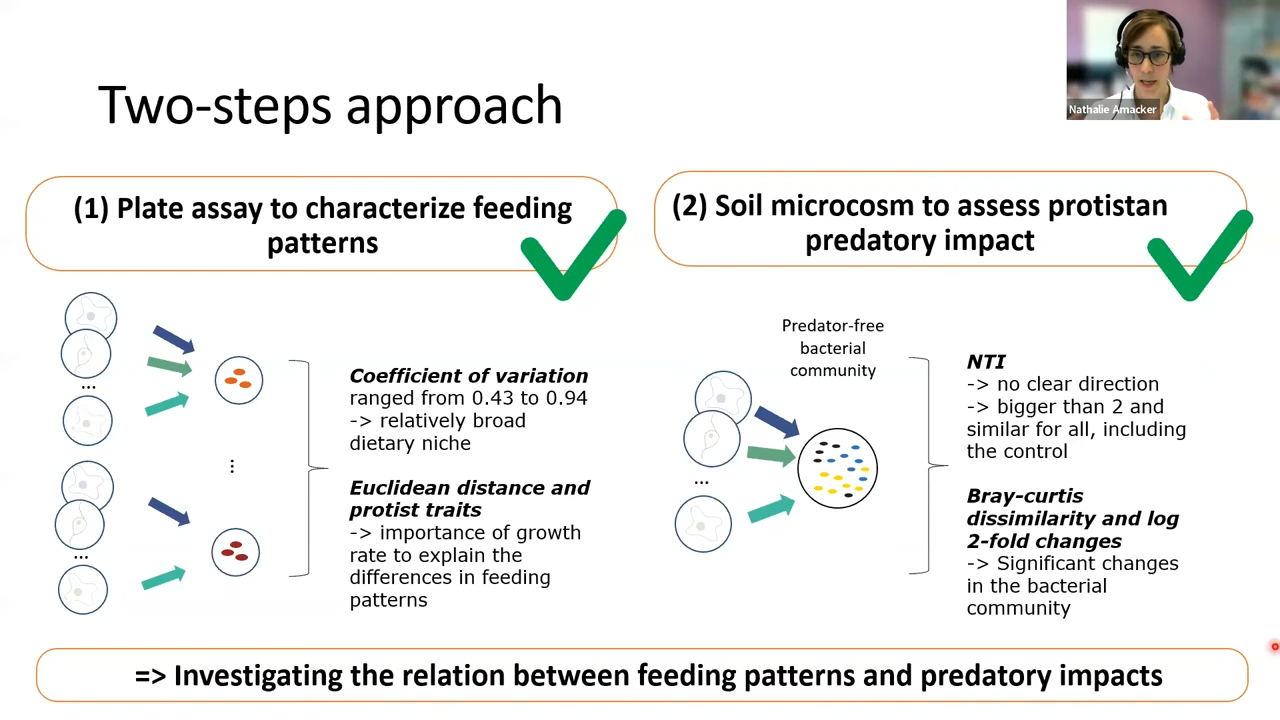 Nathalie Amacker
Two-steps approach
(1) Plate assay to characterize feeding
patterns
...
...
...
Coefficient of variation
ranged from 0.43 to 0.94
-> relatively broad
dietary niche
Euclidean distance and
protist traits
-> importance of growth
rate to explain the
differences in feeding
patterns
(2) Soil microcosm to assess protistan
predatory impact
Predator-free
bacterial
community
...
NTI
-> no clear direction
-> bigger than 2 and
similar for all, including
the control
Bray-curtis
dissimilarity and log
2-fold changes
-> Significant changes
in the bacterial
community
=> Investigating the relation between feeding patterns and predatory impacts